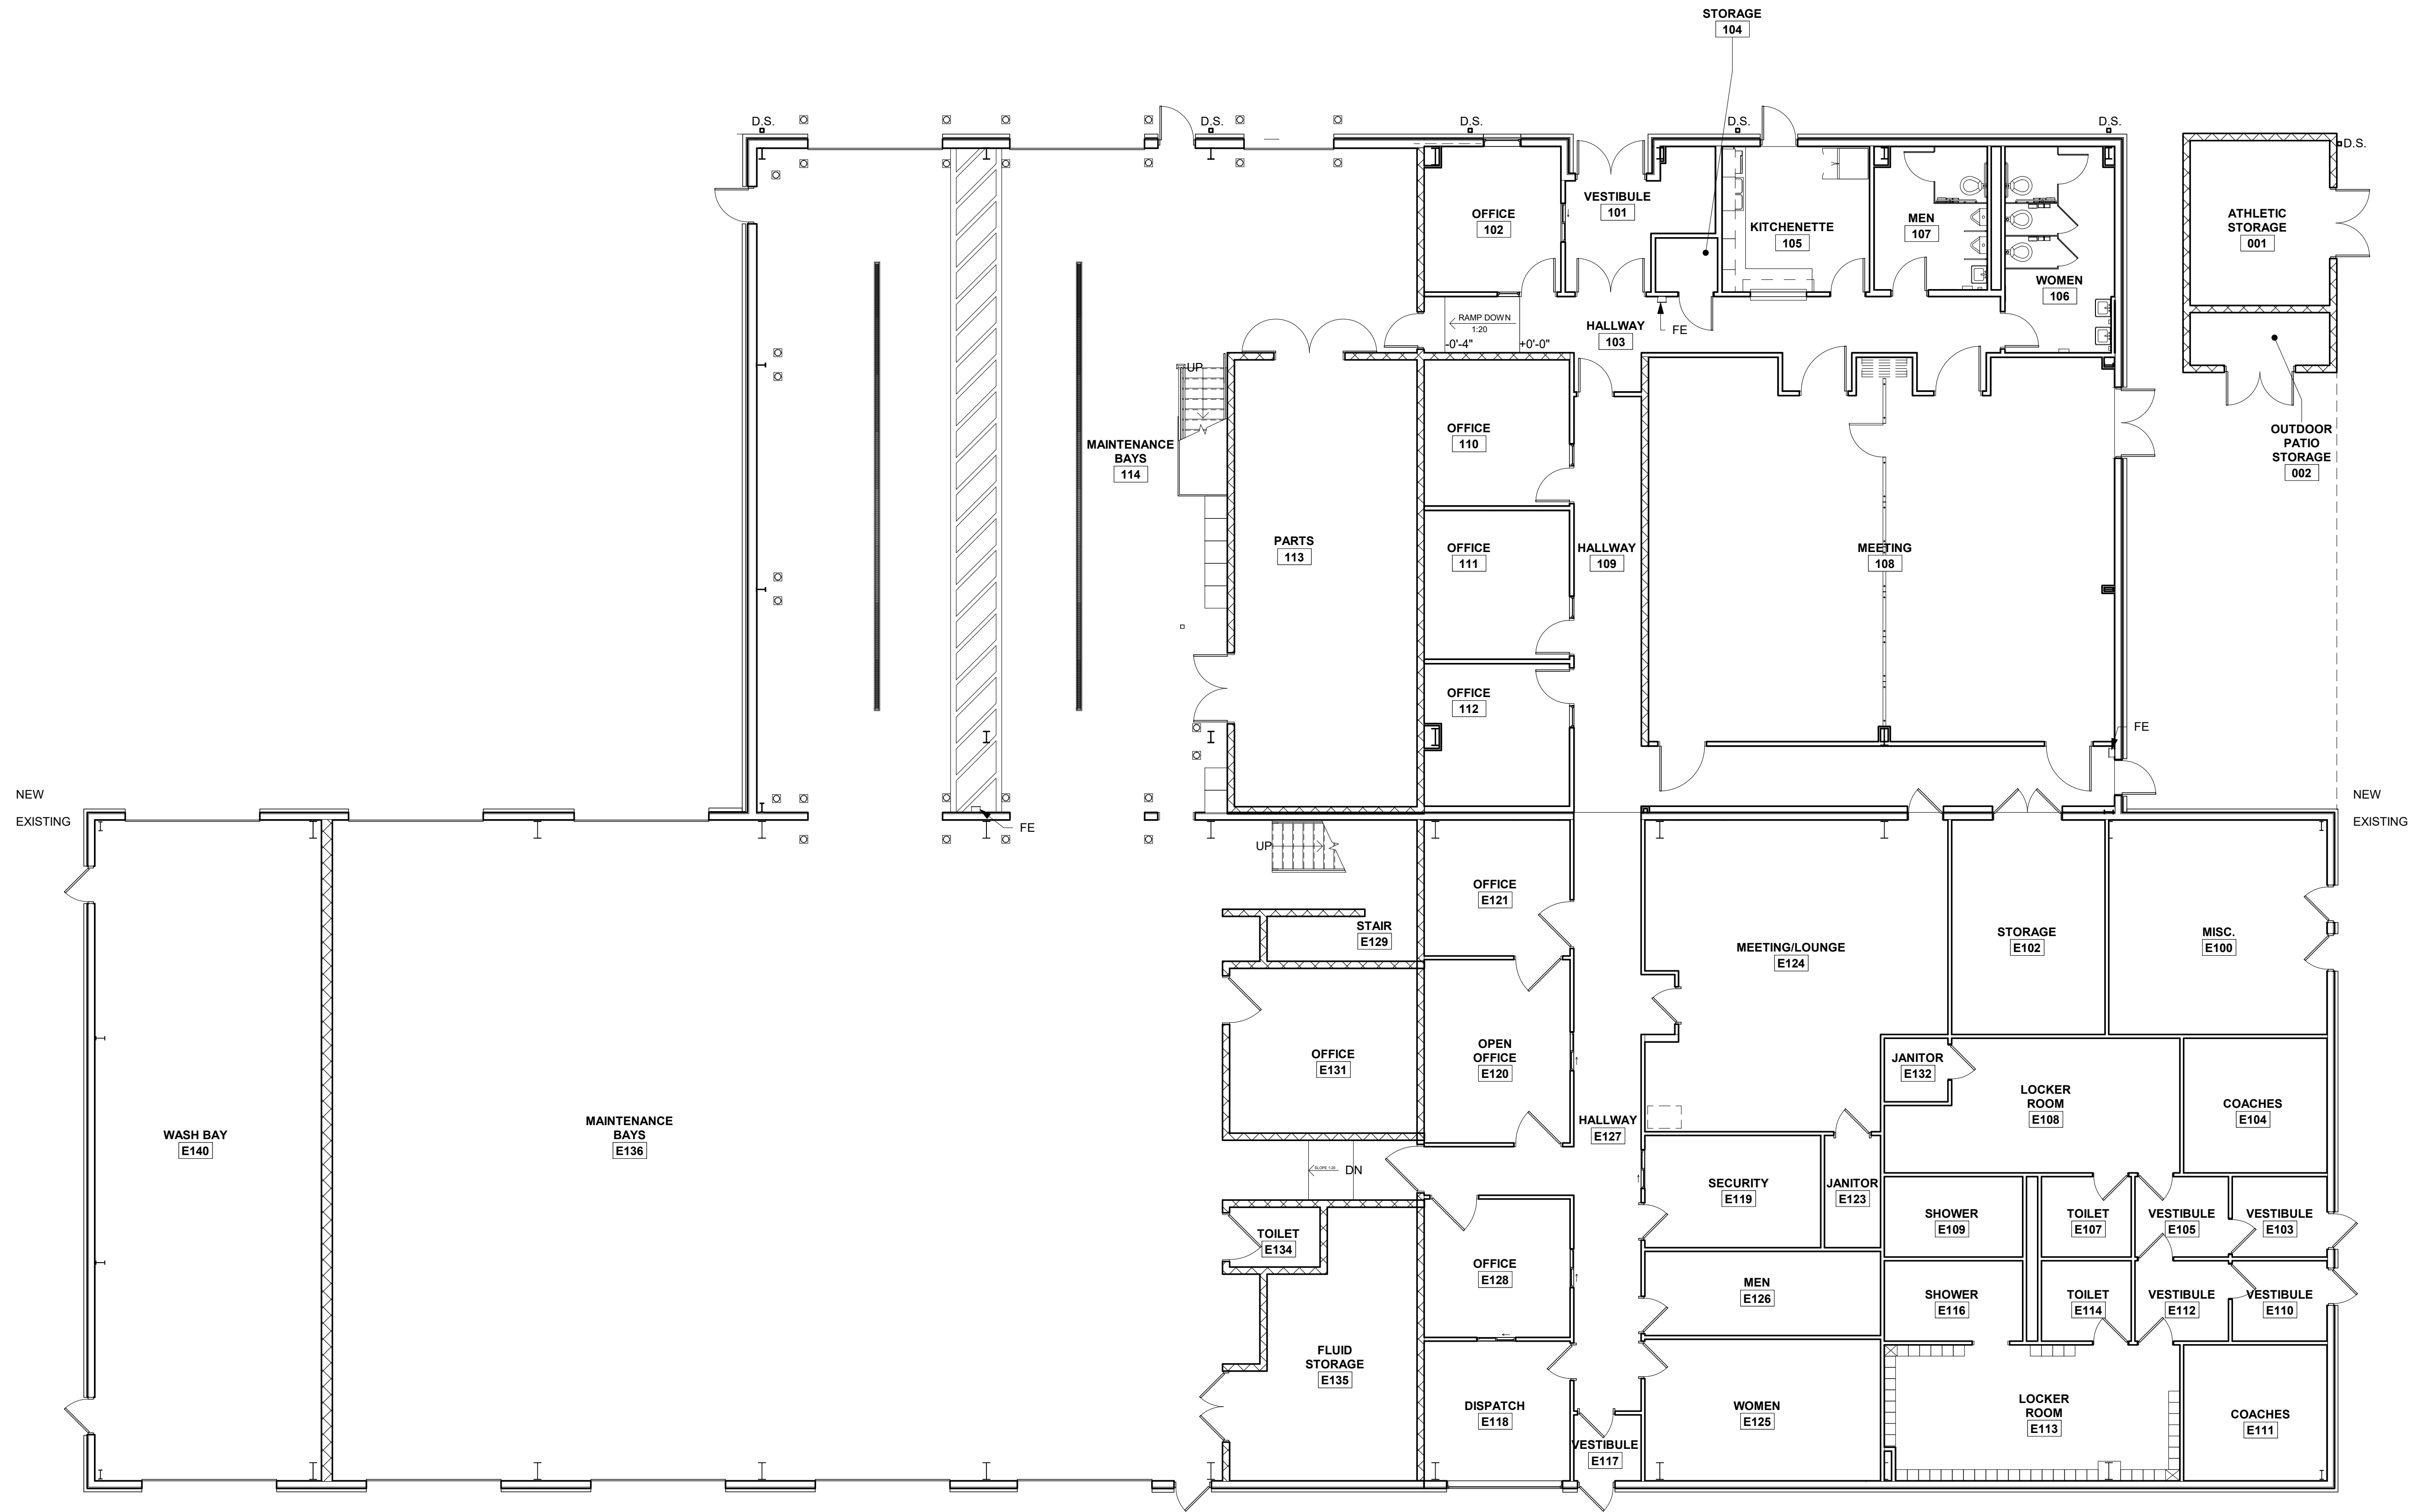 STORAGE
104
D.S.
D.S.
D.S.
D.S.
D.S.
D.S.
VESTIBULE
101
OFFICE
102
KITCHENETTE
105
MEN
107
ATHLETIC
STORAGE
001
WOMEN
106
RAMP DOWN
1:20
-0'-4"
+0'-0"
HALLWAY
103
FE
UP
MAINTENANCE
BAYS
114
OFFICE
110
OUTDOOR
PATIO
STORAGE
002
PARTS
113
OFFICE
111
HALLWAY
109
MEETING
108
OFFICE
112
FE
NEW
EXISTING
NEW
EXISTING
FE
UP
OFFICE
E121
STAIR
E129
MEETING/LOUNGE
E124
STORAGE
E102
MISC.
E100
OFFICE
E131
OPEN
OFFICE
E120
JANITOR
E132
LOCKER
ROOM
E108
COACHES
E104
WASH BAY
E140
MAINTENANCE
BAYS
E136
HALLWAY
E127
SLOPE 1:20
DN
SECURITY
E119
JANITOR
E123
SHOWER
E109
TOILET
E107
VESTIBULE
E105
VESTIBULE
E103
TOILET
E134
OFFICE
E128
MEN
E126
SHOWER
E116
TOILET
E114
VESTIBULE
E112
VESTIBULE
E110
FLUID
STORAGE
E135
DISPATCH
E118
WOMEN
E125
LOCKER
ROOM
E113
COACHES
E111
VESTIBULE
E117